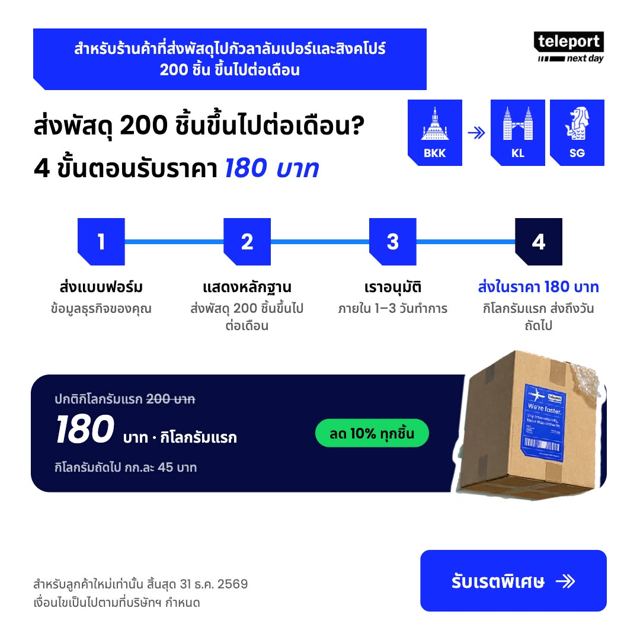 สำหรับร้านค้าที่ส่งพัสดุไปกัวลาลัมเปอร์และสิงคโปร์
200 ชิ้น ขึ้นไปต่อเดือน
teleport
next day
ส่งพัสดุ 200 ชิ้นขึ้นไปต่อเดือน?
4 ขั้นตอนรับราคา 180 บาท
BKK
KL
SG
1
2
3
4
ส่งแบบฟอร์ม
ข้อมูลธุรกิจของคุณ
แสดงหลักฐาน
ส่งพัสดุ 200 ชิ้นขึ้นไป
ต่อเดือน
เราอนุมัติ
ภายใน 1–3 วันทำการ
ส่งในราคา 180 บาท
กิโลกรัมแรก ส่งถึงวัน
ถัดไป
ปกติกิโลกรัมแรก 200 บาท
180 บาท · กิโลกรัมแรก
กิโลกรัมถัดไป กก.ละ 45 บาท
ลด 10% ทุกชิ้น
teleport
We're faster.
สำหรับลูกค้าใหม่เท่านั้น สิ้นสุด 31 ธ.ค. 2569
เงื่อนไขเป็นไปตามที่บริษัทฯ กำหนด
รับเรตพิเศษ